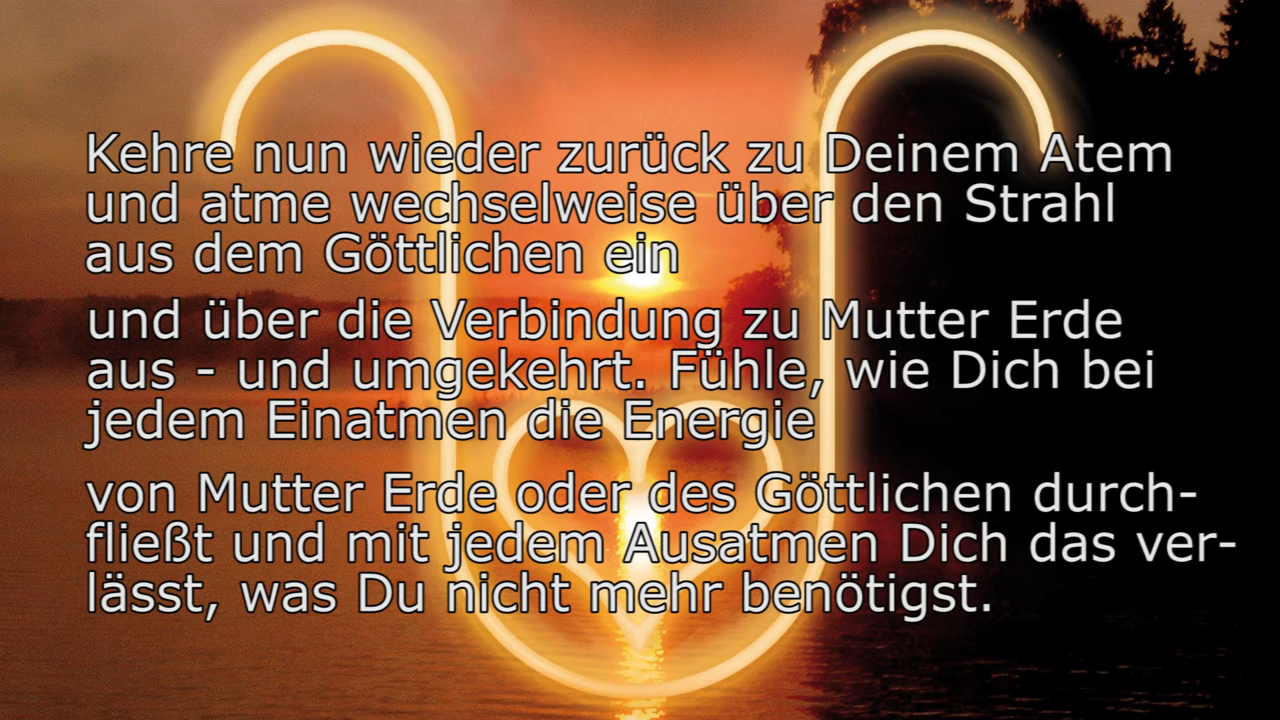 Kehre nun wieder zurück zu Deinem Atem
und atme wechselweise über den Strahl
aus dem Göttlichen ein
und über die Verbindung zu Mutter Erde
aus - und umgekehrt. Fühle, wie Dich bei
jedem Einatmen die Energie
von Mutter Erde oder des Göttlichen durch-
fließt und mit jedem Ausatmen Dich das ver-
lässt, was Du nicht mehr benötigst.